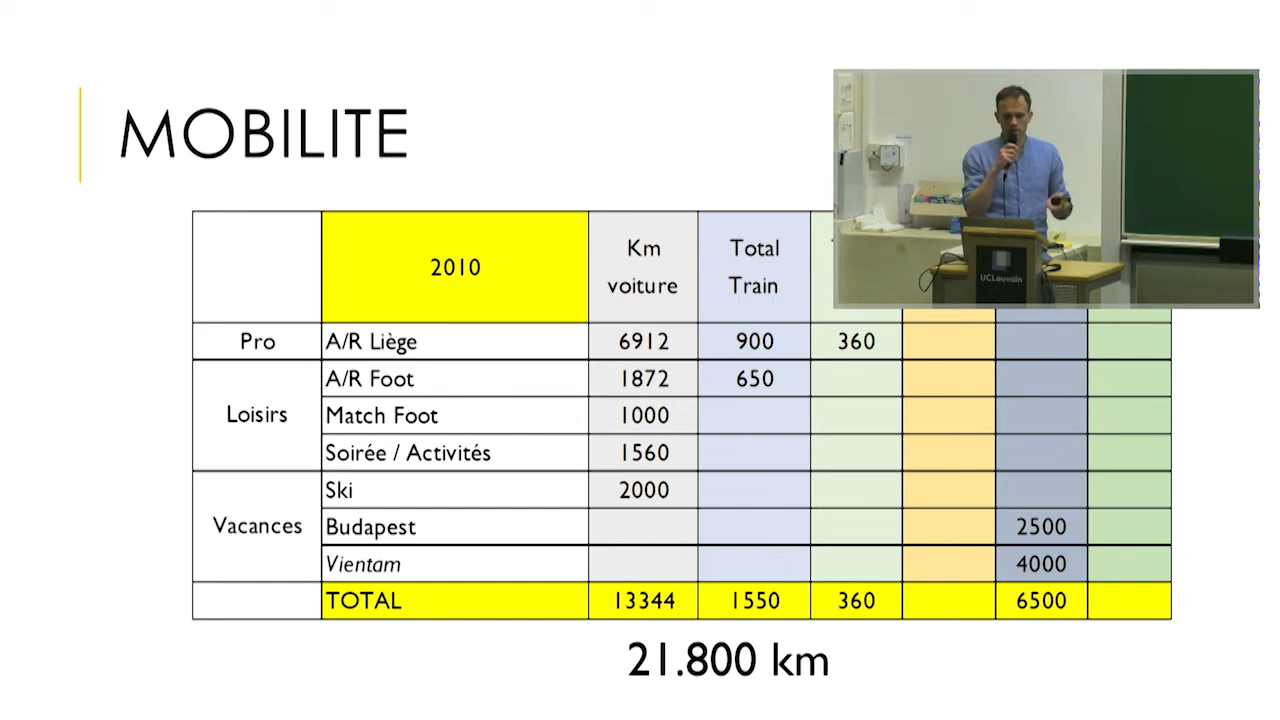 MOBILITE
2010 Km voiture Total Train
Pro A/R Liège 6912 900 360
Loisirs A/R Foot 1872 650
Match Foot 1000
Soirée / Activités 1560
Vacances Ski 2000
Budapest 2500
Vientam 4000
TOTAL 13344 1550 360 6500
21.800 km
UCLouvain